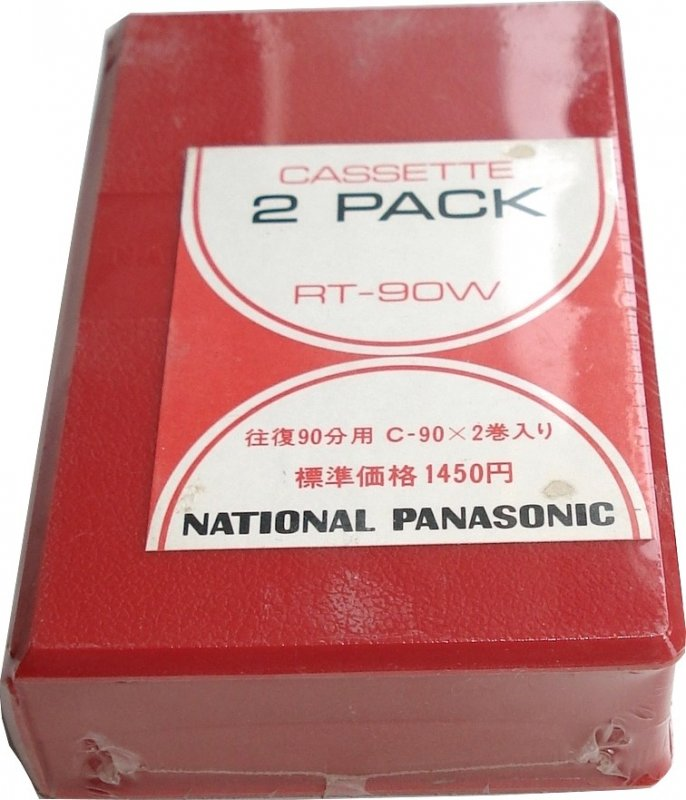 CASSETTE
2 PACK
RT-90W
往復90分用 C-90×2巻入り
標準価格1450円
NATIONAL PANASONIC